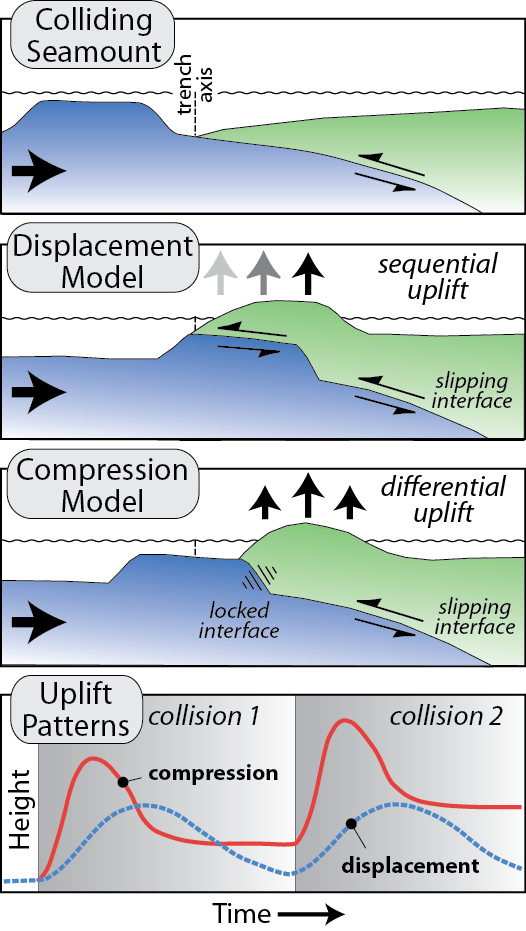 Colliding
Seamount
trench
axis
Displacement
Model
sequential
uplift
slipping
interface
Compression
Model
differential
uplift
locked
interface
slipping
interface
Uplift
Patterns
collision 1
collision 2
compression
displacement
Height
Time